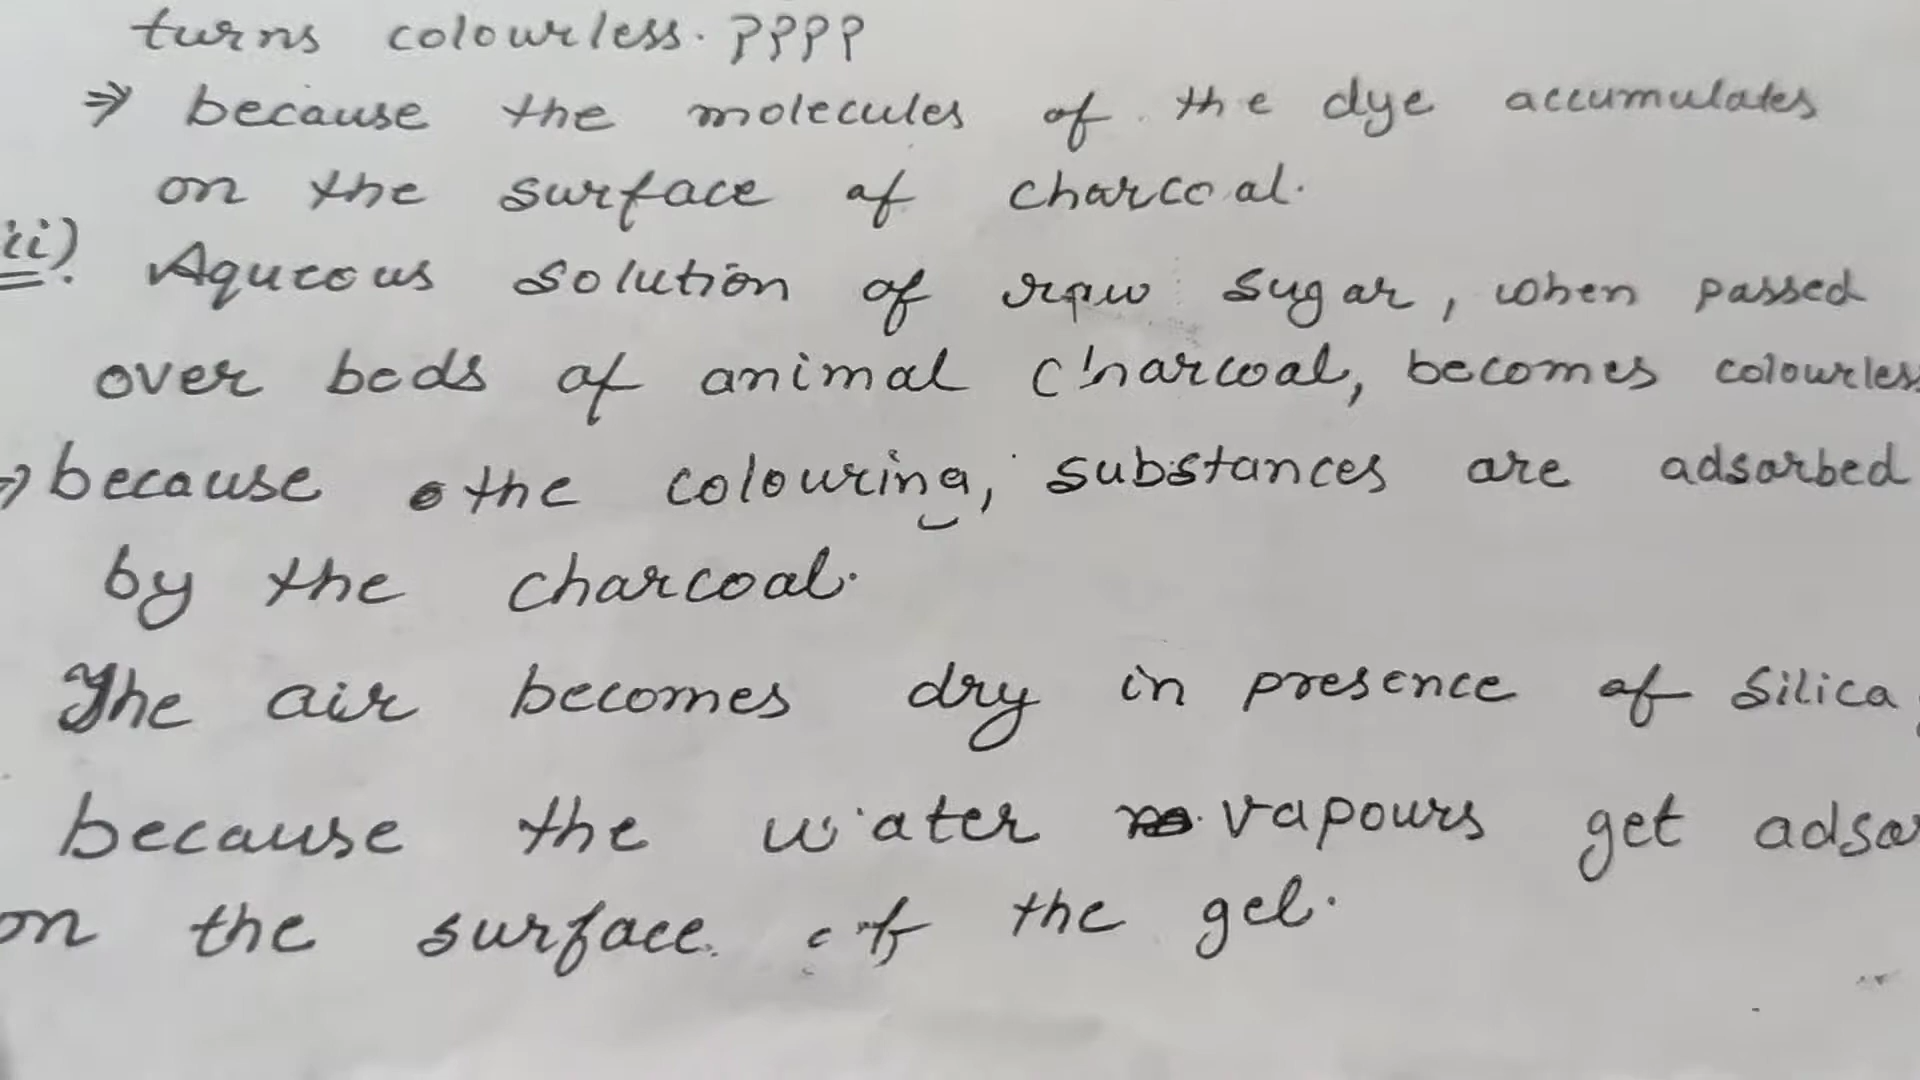 turns colourless. ????
⇒ because the molecules of the dye accumulates
on the surface of charcoal.
ii). Aqueous solution of raw sugar, when passed
over beds of animal charcoal, becomes colourless
⇒ because the colouring, substances are adsorbed
by the charcoal.
The air becomes dry in presence of silica
because the water vapours get adsor
on the surface of the gel.